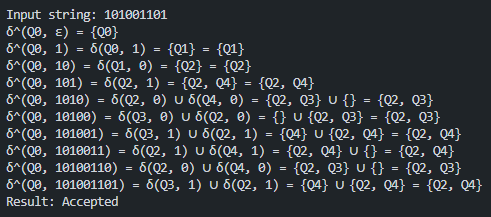 Input string: 101001101
δ^(Q0, ε) = {Q0}
δ^(Q0, 1) = δ(Q0, 1) = {Q1} = {Q1}
δ^(Q0, 10) = δ(Q1, 0) = {Q2} = {Q2}
δ^(Q0, 101) = δ(Q2, 1) = {Q2, Q4} = {Q2, Q4}
δ^(Q0, 1010) = δ(Q2, 0) ∪ δ(Q4, 0) = {Q2, Q3} ∪ {} = {Q2, Q3}
δ^(Q0, 10100) = δ(Q3, 0) ∪ δ(Q2, 0) = {} ∪ {Q2, Q3} = {Q2, Q3}
δ^(Q0, 101001) = δ(Q3, 1) ∪ δ(Q2, 1) = {Q4} ∪ {Q2, Q4} = {Q2, Q4}
δ^(Q0, 1010011) = δ(Q2, 1) ∪ δ(Q4, 1) = {Q2, Q4} ∪ {} = {Q2, Q4}
δ^(Q0, 10100110) = δ(Q2, 0) ∪ δ(Q4, 0) = {Q2, Q3} ∪ {} = {Q2, Q3}
δ^(Q0, 101001101) = δ(Q3, 1) ∪ δ(Q2, 1) = {Q4} ∪ {Q2, Q4} = {Q2, Q4}
Result: Accepted